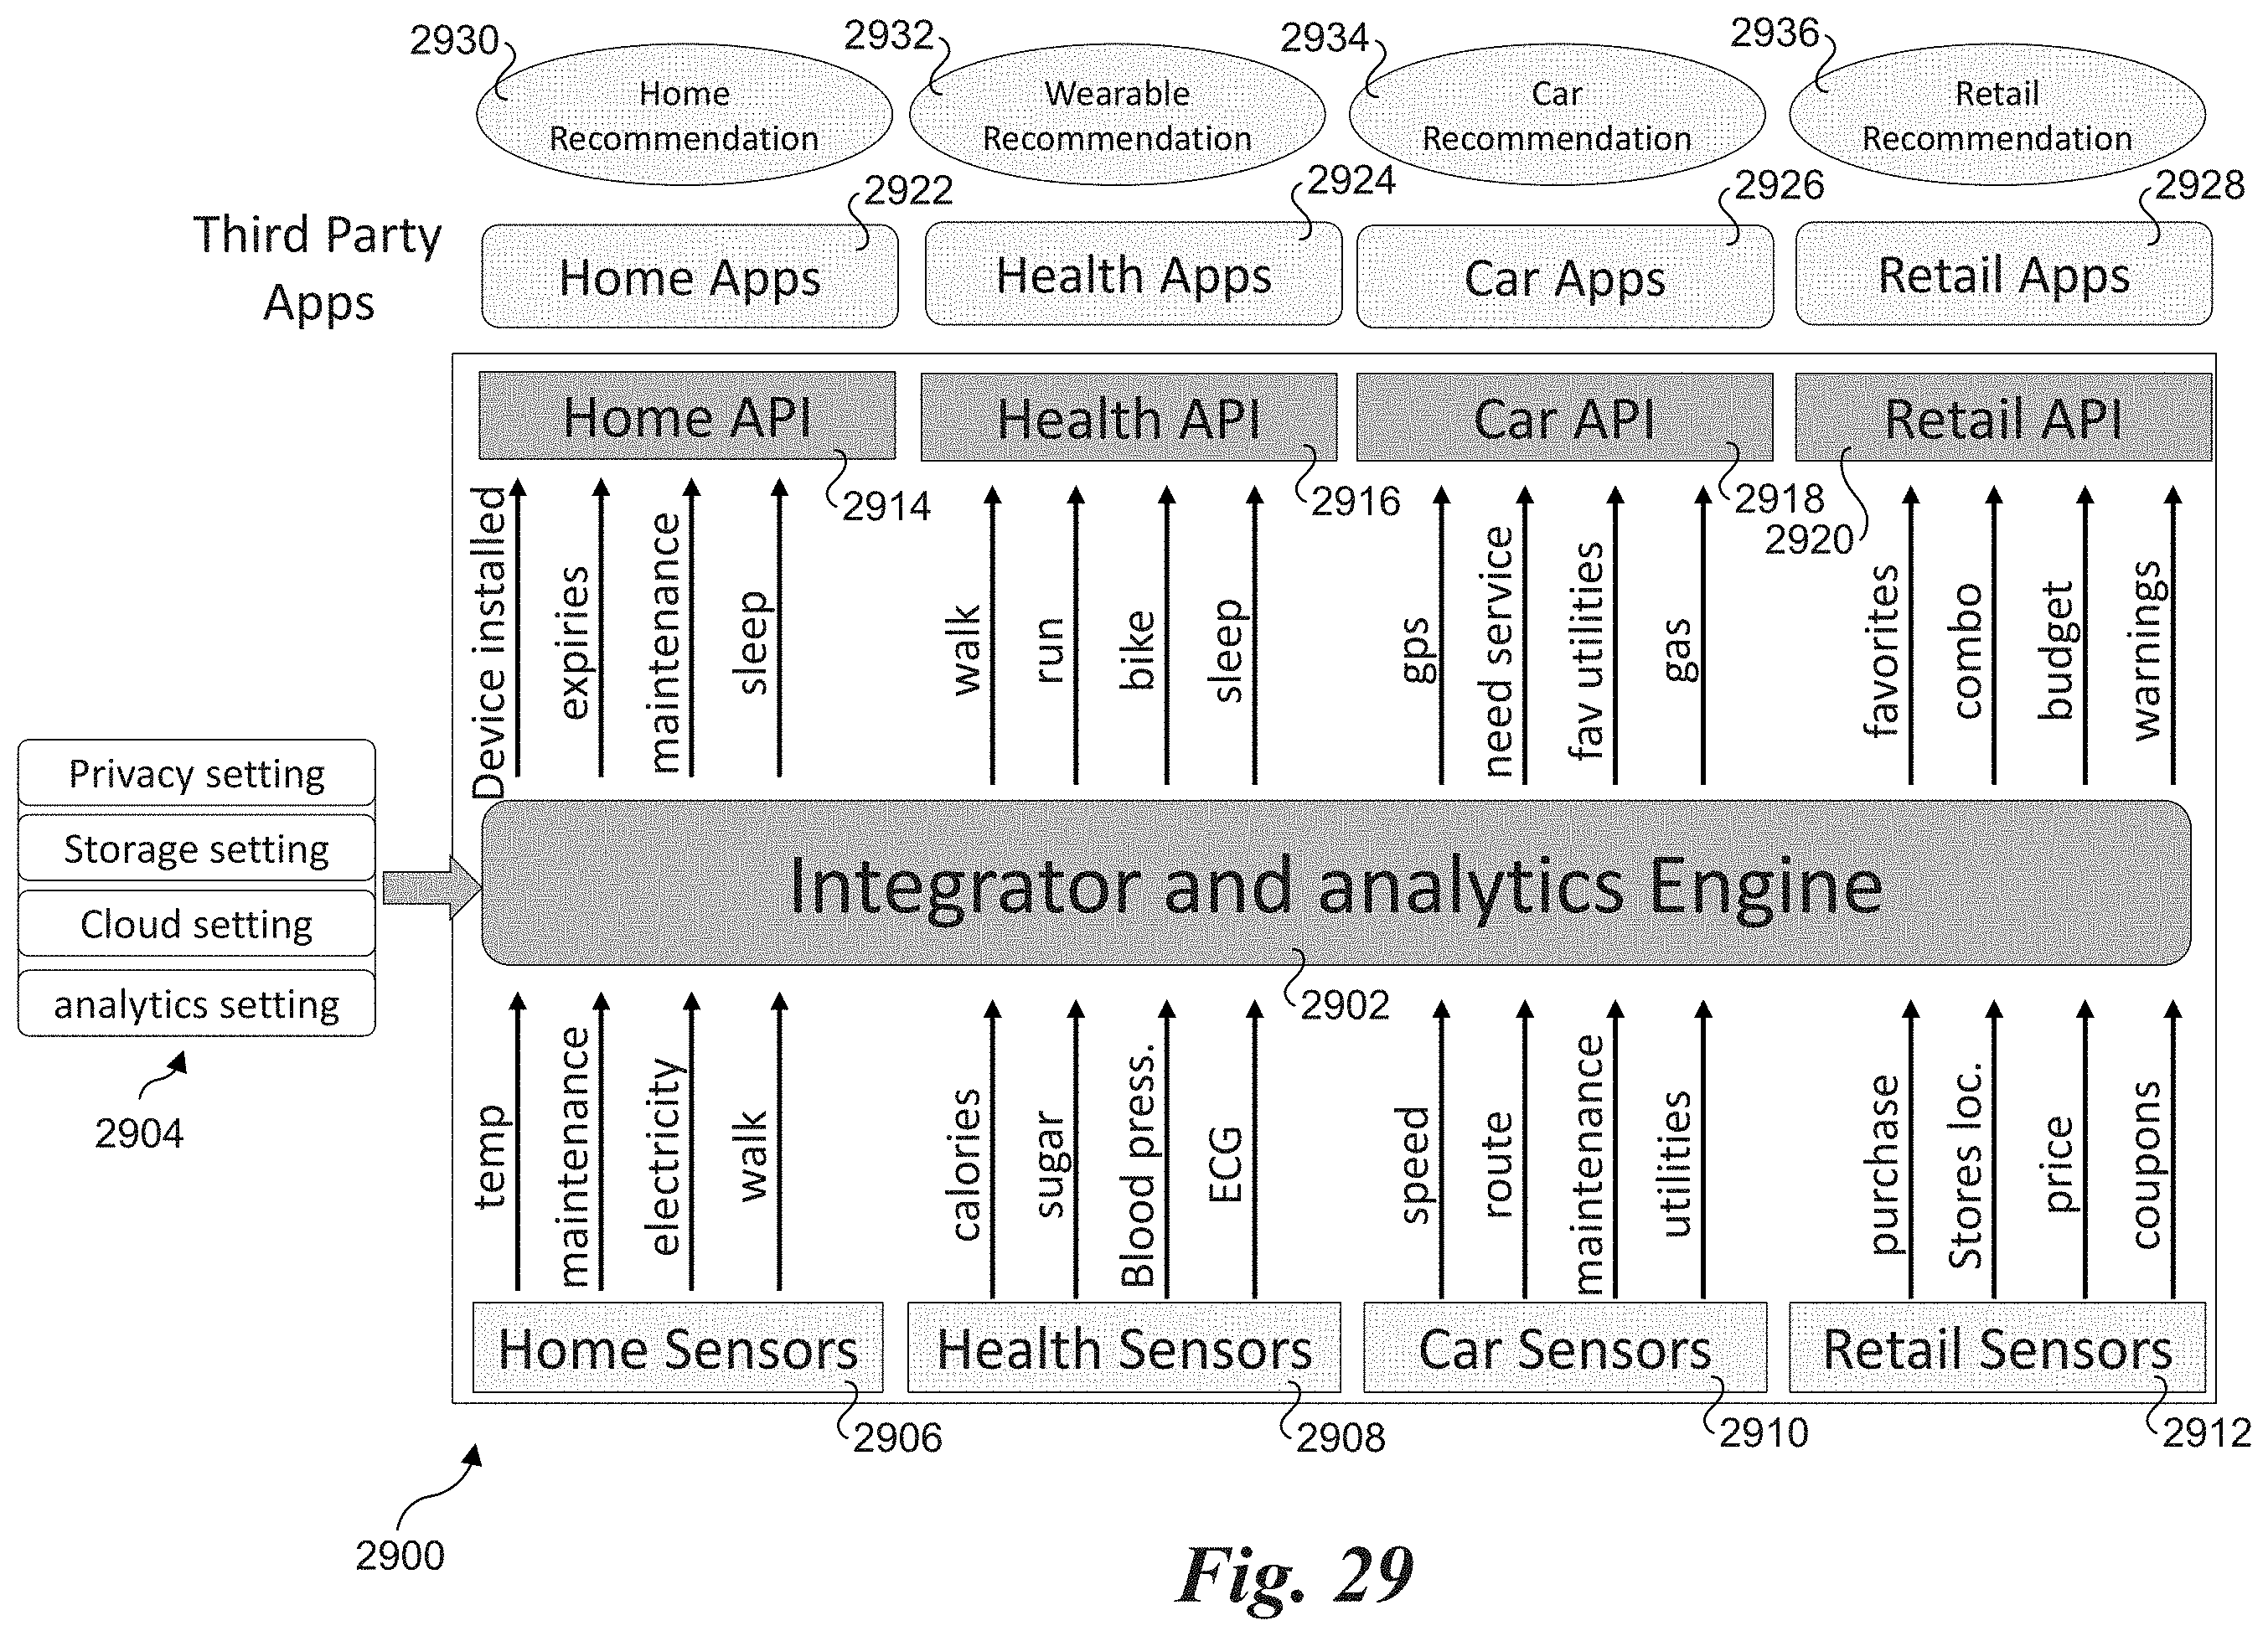 2930
2932
2934
2936
Home
Recommendation
Wearable
Recommendation
Car
Recommendation
Retail
Recommendation
2922
2924
2926
2928
Third Party
Apps
Home Apps
Health Apps
Car Apps
Retail Apps
Home API
Health API
Car API
Retail API
2914
2916
2918
2920
Device installed
expiries
maintenance
sleep
walk
run
bike
sleep
gps
need service
fav utilities
gas
favorites
combo
budget
warnings
Privacy setting
Storage setting
Cloud setting
analytics setting
2904
Integrator and analytics Engine
2902
temp
maintenance
electricity
walk
calories
sugar
Blood press.
ECG
speed
route
maintenance
utilities
purchase
Stores loc.
price
coupons
Home Sensors
Health Sensors
Car Sensors
Retail Sensors
2906
2908
2910
2912
2900
Fig. 29